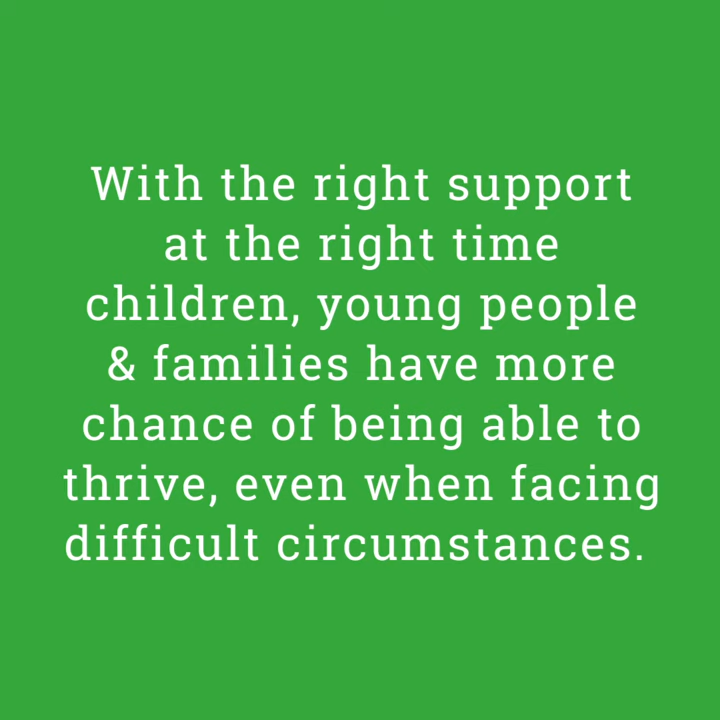 With the right support
at the right time
children, young people
& families have more
chance of being able to
thrive, even when facing
difficult circumstances.